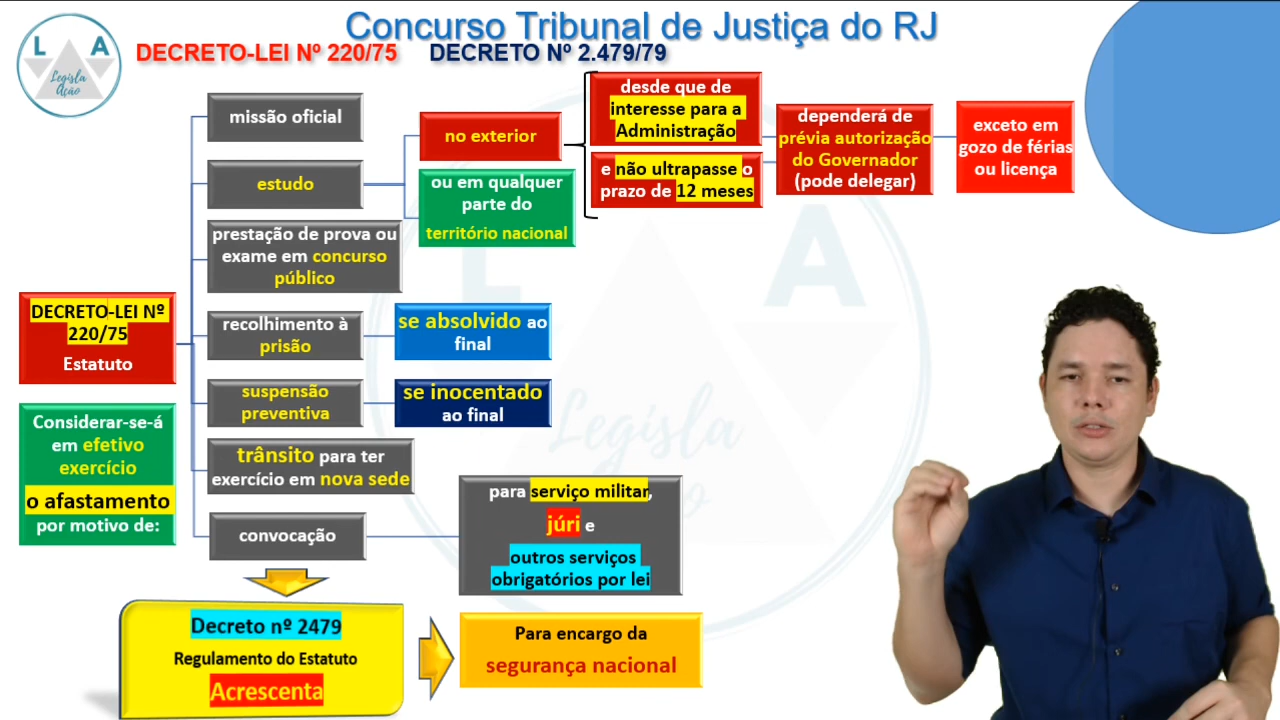 Concurso Tribunal de Justiça do RJ
DECRETO-LEI Nº 220/75 DECRETO Nº 2.479/79
L A
Legisla
Ação
missão oficial
estudo
no exterior
ou em qualquer
parte do
território nacional
desde que de
interesse para a
Administração
e não ultrapasse o
prazo de 12 meses
dependerá de
prévia autorização
do Governador
(pode delegar)
exceto em
gozo de férias
ou licença
prestação de prova ou
exame em concurso
público
DECRETO-LEI Nº
220/75
Estatuto
recolhimento à
prisão
se absolvido ao
final
suspensão
preventiva
se inocentado
ao final
Considerar-se-á
em efetivo
exercício
o afastamento
por motivo de:
trânsito para ter
exercício em nova sede
convocação
para serviço militar,
júri e
outros serviços
obrigatórios por lei
Decreto nº 2479
Regulamento do Estatuto
Acrescenta
Para encargo da
segurança nacional
L A
Legisla
ção